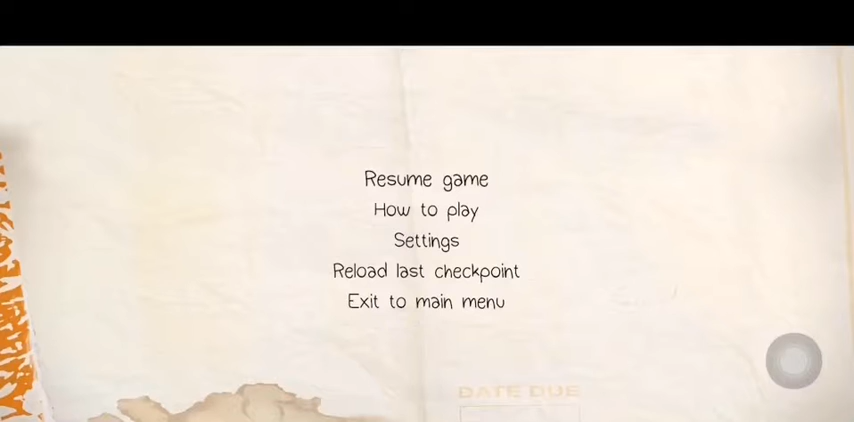 Resume game
How to play
Settings
Reload last checkpoint
Exit to main menu
DATE DUE